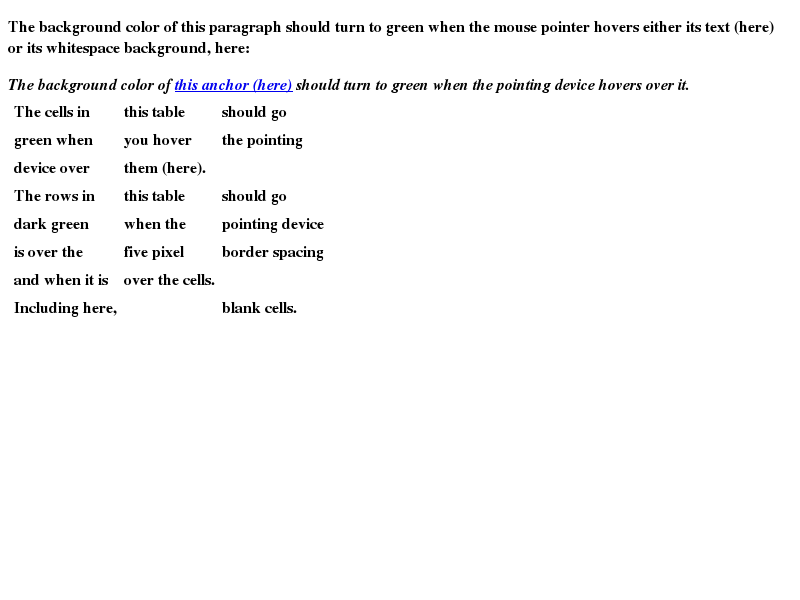 The background color of this paragraph should turn to green when the mouse pointer hovers either its text (here)
or its whitespace background, here:
The background color of this anchor (here) should turn to green when the pointing device hovers over it.
The cells in this table should go
green when you hover the pointing
device over them (here).
The rows in this table should go
dark green when the pointing device
is over the five pixel border spacing
and when it is over the cells.
Including here, blank cells.